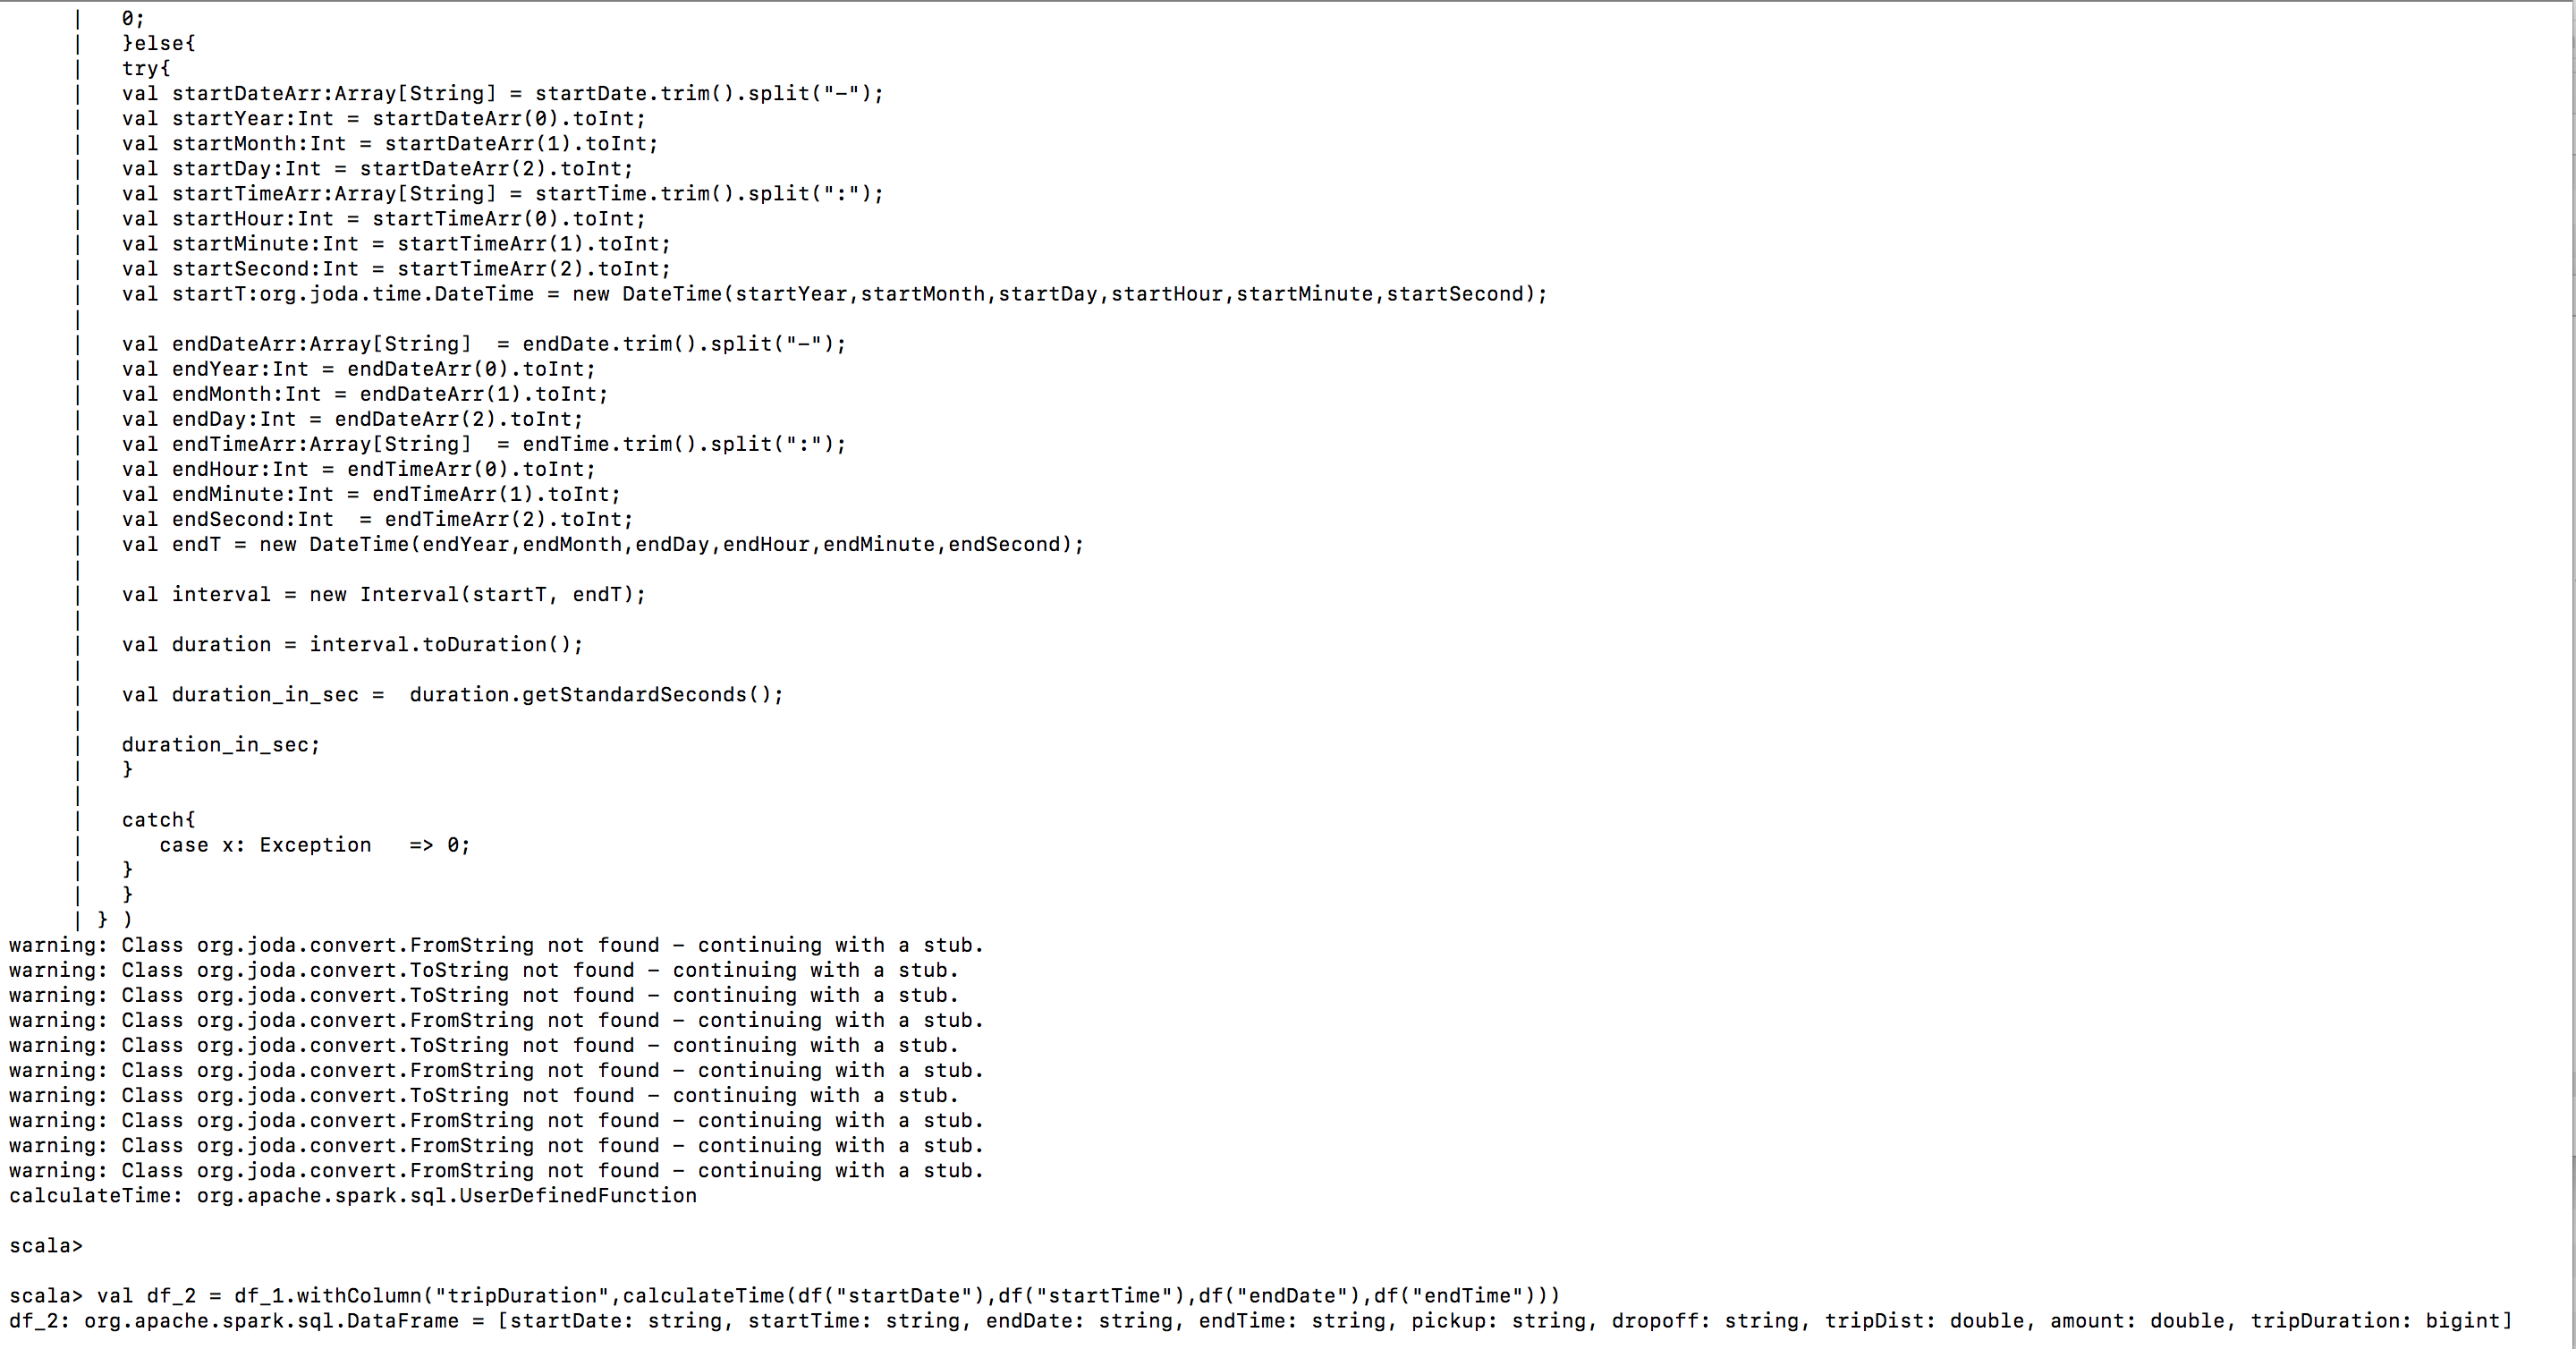 |   0;
     |   }else{
     |   try{
     |   val startDateArr:Array[String] = startDate.trim().split("-");
     |   val startYear:Int = startDateArr(0).toInt;
     |   val startMonth:Int = startDateArr(1).toInt;
     |   val startDay:Int = startDateArr(2).toInt;
     |   val startTimeArr:Array[String] = startTime.trim().split(":");
     |   val startHour:Int = startTimeArr(0).toInt;
     |   val startMinute:Int = startTimeArr(1).toInt;
     |   val startSecond:Int = startTimeArr(2).toInt;
     |   val startT:org.joda.time.DateTime = new DateTime(startYear,startMonth,startDay,startHour,startMinute,startSecond);
     |
     |   val endDateArr:Array[String]  = endDate.trim().split("-");
     |   val endYear:Int = endDateArr(0).toInt;
     |   val endMonth:Int = endDateArr(1).toInt;
     |   val endDay:Int = endDateArr(2).toInt;
     |   val endTimeArr:Array[String]  = endTime.trim().split(":");
     |   val endHour:Int = endTimeArr(0).toInt;
     |   val endMinute:Int = endTimeArr(1).toInt;
     |   val endSecond:Int  = endTimeArr(2).toInt;
     |   val endT = new DateTime(endYear,endMonth,endDay,endHour,endMinute,endSecond);
     |
     |   val interval = new Interval(startT, endT);
     |
     |   val duration = interval.toDuration();
     |
     |   val duration_in_sec =  duration.getStandardSeconds();
     |
     |   duration_in_sec;
     |   }
     |
     |   catch{
     |      case x: Exception   => 0;
     |   }
     |   }
     | } )
warning: Class org.joda.convert.FromString not found - continuing with a stub.
warning: Class org.joda.convert.ToString not found - continuing with a stub.
warning: Class org.joda.convert.ToString not found - continuing with a stub.
warning: Class org.joda.convert.FromString not found - continuing with a stub.
warning: Class org.joda.convert.ToString not found - continuing with a stub.
warning: Class org.joda.convert.FromString not found - continuing with a stub.
warning: Class org.joda.convert.ToString not found - continuing with a stub.
warning: Class org.joda.convert.FromString not found - continuing with a stub.
warning: Class org.joda.convert.FromString not found - continuing with a stub.
warning: Class org.joda.convert.FromString not found - continuing with a stub.
calculateTime: org.apache.spark.sql.UserDefinedFunction

scala>

scala> val df_2 = df_1.withColumn("tripDuration",calculateTime(df("startDate"),df("startTime"),df("endDate"),df("endTime")))
df_2: org.apache.spark.sql.DataFrame = [startDate: string, startTime: string, endDate: string, endTime: string, pickup: string, dropoff: string, tripDist: double, amount: double, tripDuration: bigint]